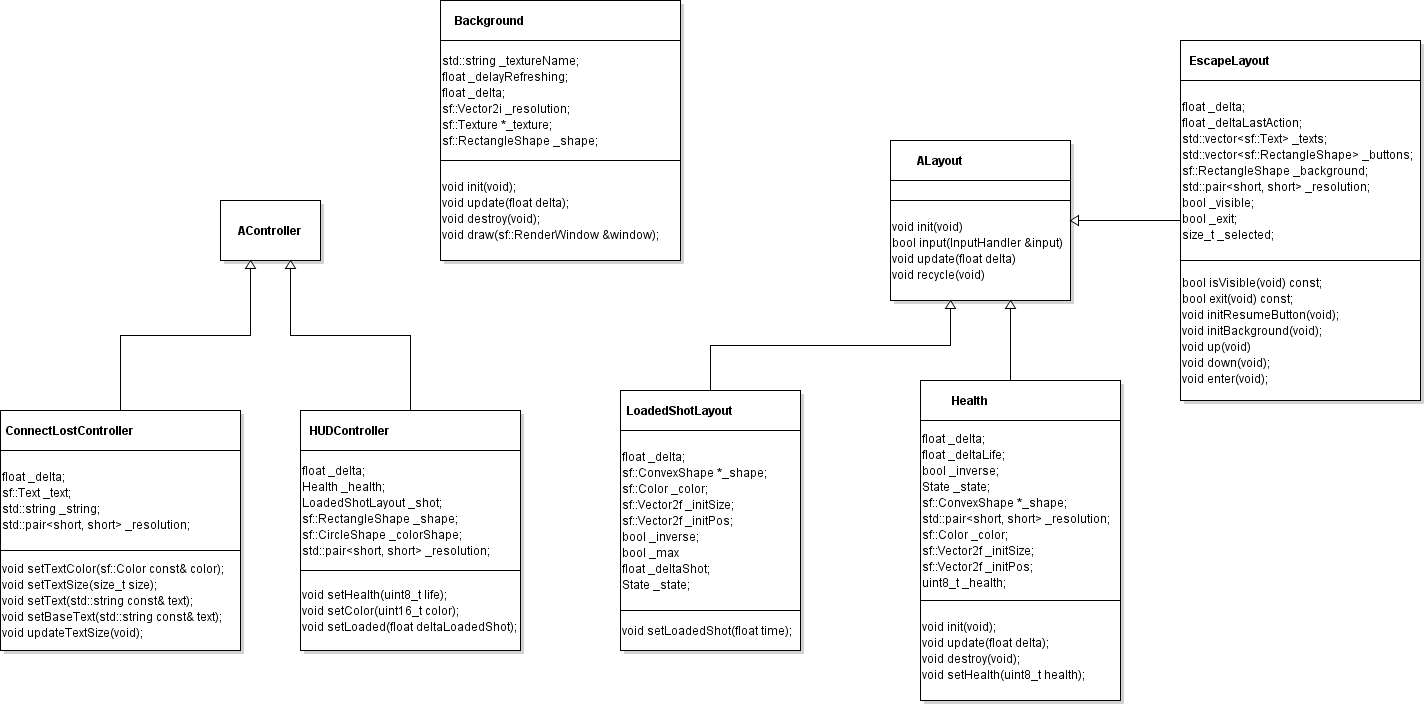 Background
std::string _textureName;
float _delayRefreshing;
float _delta;
sf::Vector2i _resolution;
sf::Texture *_texture;
sf::RectangleShape _shape;
void init(void);
void update(float delta);
void destroy(void);
void draw(sf::RenderWindow &window);
EscapeLayout
float _delta;
float _deltaLastAction;
std::vector<sf::Text> _texts;
std::vector<sf::RectangleShape> _buttons;
sf::RectangleShape _background;
std::pair<short, short> _resolution;
bool _visible;
bool _exit;
size_t _selected;
bool isVisible(void) const;
bool exit(void) const;
void initResumeButton(void);
void initBackground(void);
void up(void)
void down(void);
void enter(void);
ALayout
void init(void)
bool input(InputHandler &input)
void update(float delta)
void recycle(void)
AController
ConnectLostController
float _delta;
sf::Text _text;
std::string _string;
std::pair<short, short> _resolution;
void setTextColor(sf::Color const& color);
void setTextSize(size_t size);
void setText(std::string const& text);
void setBaseText(std::string const& text);
void updateTextSize(void);
HUDController
float _delta;
Health _health;
LoadedShotLayout _shot;
sf::RectangleShape _shape;
sf::CircleShape _colorShape;
std::pair<short, short> _resolution;
void setHealth(uint8_t life);
void setColor(uint16_t color);
void setLoaded(float deltaLoadedShot);
LoadedShotLayout
float _delta;
sf::ConvexShape *_shape;
sf::Color _color;
sf::Vector2f _initSize;
sf::Vector2f _initPos;
bool _inverse;
bool _max
float _deltaShot;
State _state;
void setLoadedShot(float time);
Health
float _delta;
float _deltaLife;
bool _inverse;
State _state;
sf::ConvexShape *_shape;
std::pair<short, short> _resolution;
sf::Color _color;
sf::Vector2f _initSize;
sf::Vector2f _initPos;
uint8_t _health;
void init(void);
void update(float delta);
void destroy(void);
void setHealth(uint8_t health);